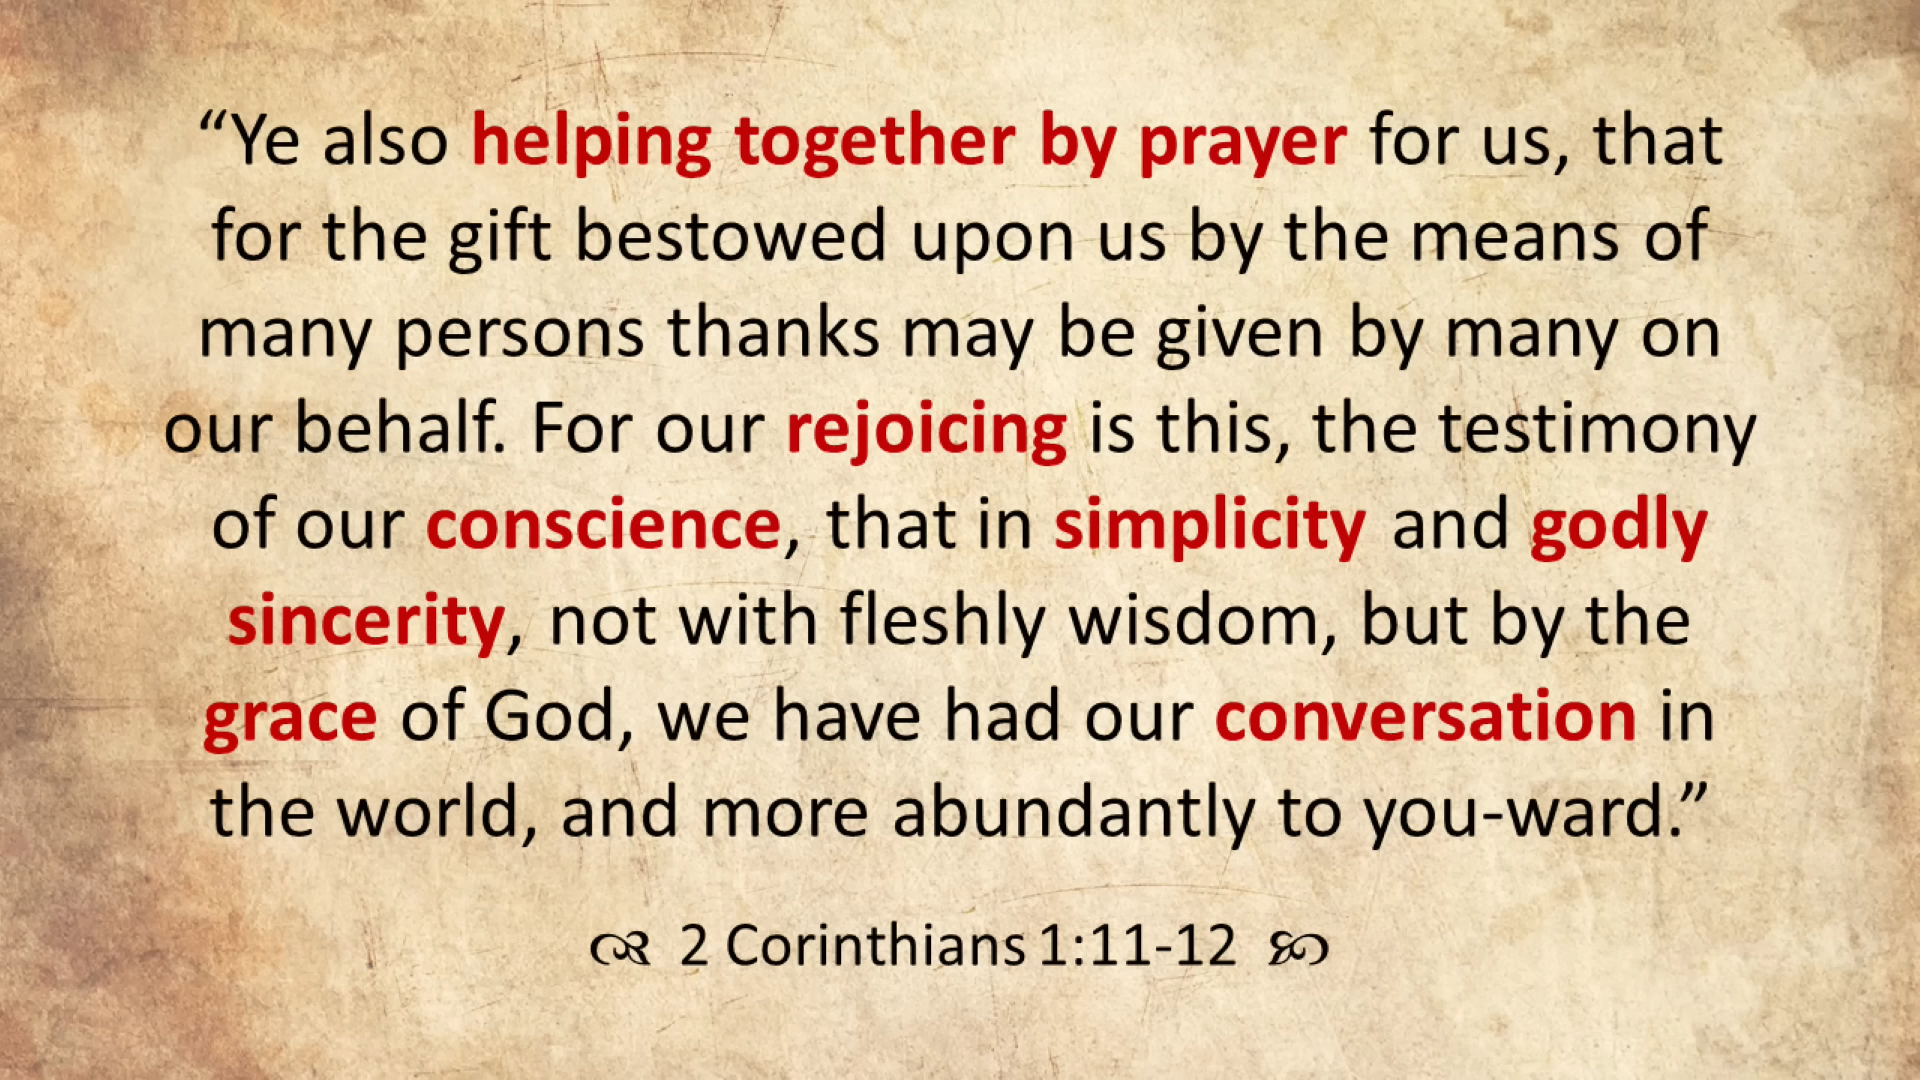 “Ye also helping together by prayer for us, that
for the gift bestowed upon us by the means of
many persons thanks may be given by many on
our behalf. For our rejoicing is this, the testimony
of our conscience, that in simplicity and godly
sincerity, not with fleshly wisdom, but by the
grace of God, we have had our conversation in
the world, and more abundantly to you-ward.”
2 Corinthians 1:11-12